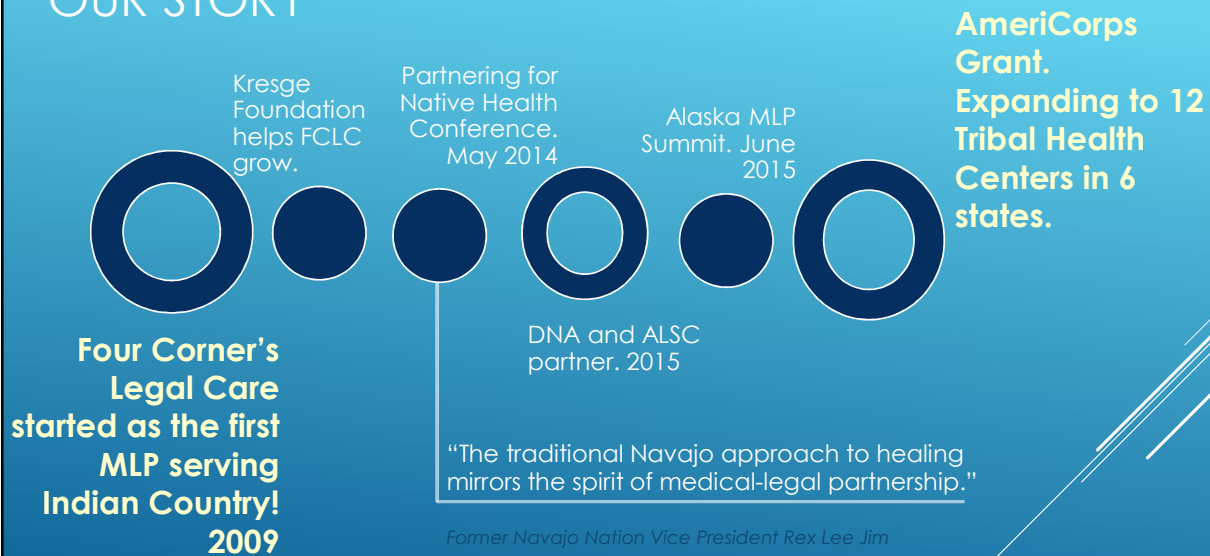 OUR STORY
Kresge
Foundation
helps FCLC
grow.
Partnering for
Native Health
Conference.
May 2014
Alaska MLP
Summit. June
2015
AmeriCorps
Grant.
Expanding to 12
Tribal Health
Centers in 6
states.
Four Corner’s
Legal Care
started as the first
MLP serving
Indian Country!
2009
DNA and ALSC
partner. 2015
“The traditional Navajo approach to healing
mirrors the spirit of medical-legal partnership.”
Former Navajo Nation Vice President Rex Lee Jim